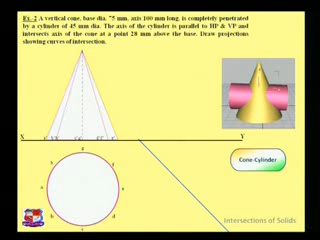 Ex. 2 A vertical cone, base dia. 75 mm, axis 100 mm long, is completely penetrated
by a cylinder of 45 mm dia. The axis of the cylinder is parallel to HP & VP and
intersects axis of the cone at a point 28 mm above the base. Draw projections
showing curves of intersection.
X
Y
g
h
f
a
e
b
d
c
Cone-Cylinder
Intersections of Solids